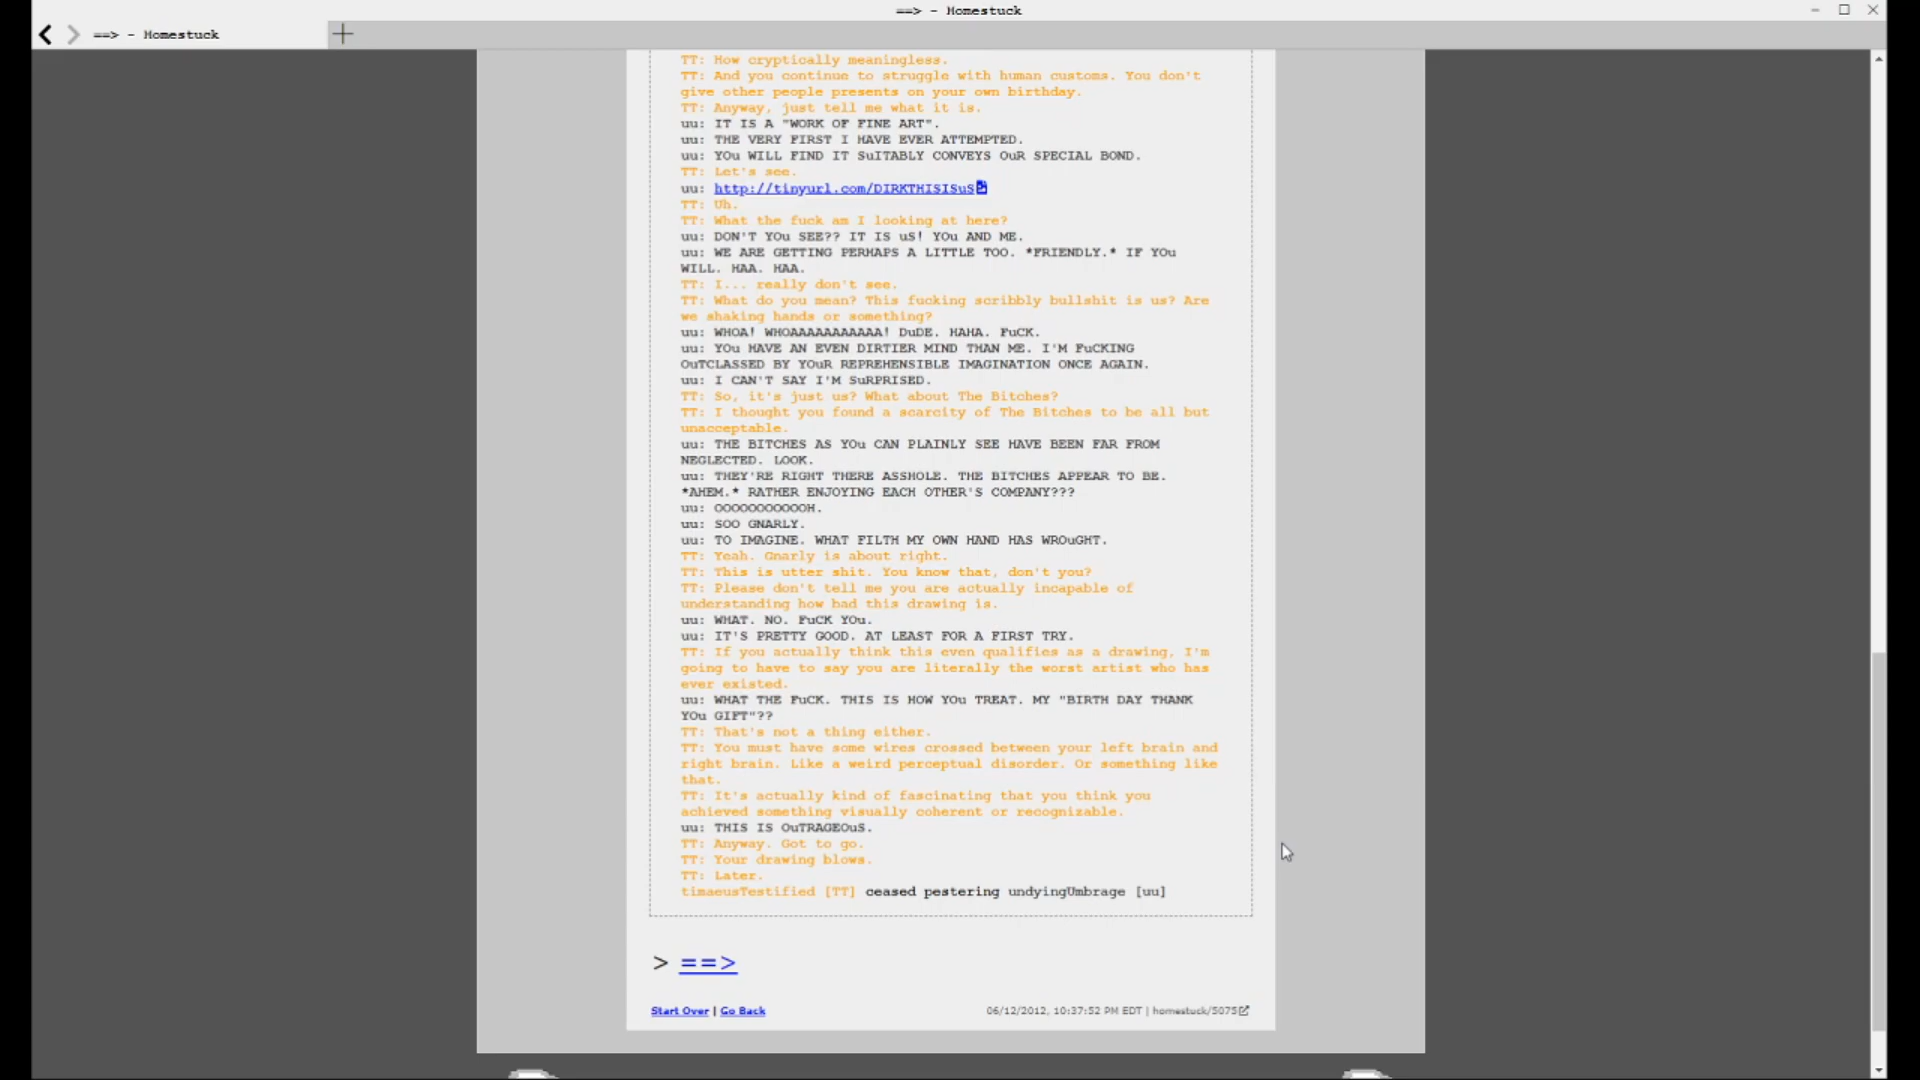 ==> - Homestuck
==> - Homestuck
TT: How cryptically meaningless.
TT: And you continue to struggle with human customs. You don't
give other people presents on your own birthday.
TT: Anyway, just tell me what it is.
uu: IT IS A "WORK OF FINE ART".
uu: THE VERY FIRST I HAVE EVER ATTEMPTED.
uu: YOu WILL FIND IT SuITABLY CONVEYS OuR SPECIAL BOND.
TT: Let's see.
uu: http://tinyurl.com/DIRKTHISISuS
TT: Uh.
TT: What the fuck am I looking at here?
uu: DON'T YOu SEE?? IT IS uS! YOu AND ME.
uu: WE ARE GETTING PERHAPS A LITTLE TOO. *FRIENDLY.* IF YOu
WILL. HAA. HAA.
TT: I... really don't see.
TT: What do you mean? This fucking scribbly bullshit is us? Are
we shaking hands or something?
uu: WHOA! WHOAAAAAAAAAAA! DuDE. HAHA. FuCK.
uu: YOu HAVE AN EVEN DIRTIER MIND THAN ME. I'M FuCKING
OuTCLASSED BY YOuR REPREHENSIBLE IMAGINATION ONCE AGAIN.
uu: I CAN'T SAY I'M SuRPRISED.
TT: So, it's just us? What about The Bitches?
TT: I thought you found a scarcity of The Bitches to be all but
unacceptable.
uu: THE BITCHES AS YOu CAN PLAINLY SEE HAVE BEEN FAR FROM
NEGLECTED. LOOK.
uu: THEY'RE RIGHT THERE ASSHOLE. THE BITCHES APPEAR TO BE.
*AHEM.* RATHER ENJOYING EACH OTHER'S COMPANY???
uu: OOOOOOOOOOOH.
uu: SOO GNARLY.
uu: TO IMAGINE. WHAT FILTH MY OWN HAND HAS WROuGHT.
TT: Yeah. Gnarly is about right.
TT: This is utter shit. You know that, don't you?
TT: Please don't tell me you are actually incapable of
understanding how bad this drawing is.
uu: WHAT. NO. FuCK YOu.
uu: IT'S PRETTY GOOD. AT LEAST FOR A FIRST TRY.
TT: If you actually think this even qualifies as a drawing, I'm
going to have to say you are literally the worst artist who has
ever existed.
uu: WHAT THE FuCK. THIS IS HOW YOu TREAT. MY "BIRTH DAY THANK
YOu GIFT"??
TT: That's not a thing either.
TT: You must have some wires crossed between your left brain and
right brain. Like a weird perceptual disorder. Or something like
that.
TT: It's actually kind of fascinating that you think you
achieved something visually coherent or recognizable.
uu: THIS IS OuTRAGEOuS.
TT: Anyway. Got to go.
TT: Your drawing blows.
TT: Later.
timaeusTestified [TT] ceased pestering undyingUmbrage [uu]
> ==>
Start Over | Go Back
06/12/2012, 10:37:52 PM EDT | homestuck/5075